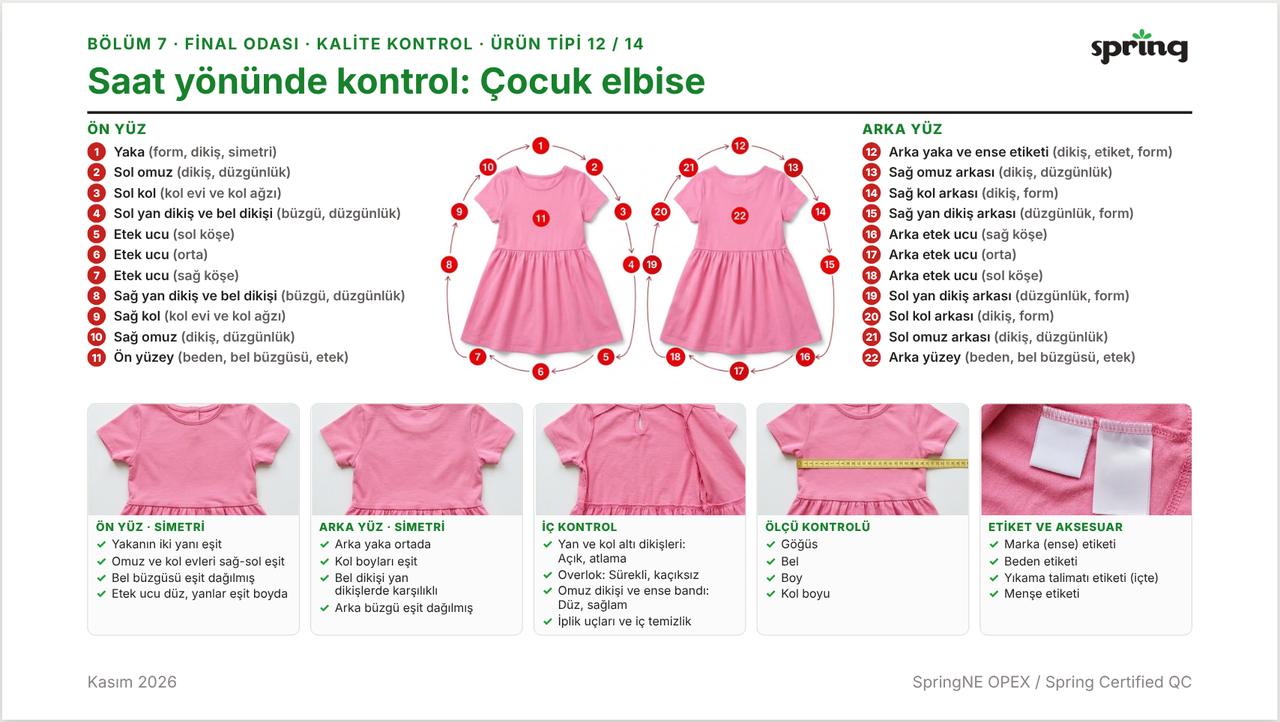 BÖLÜM 7 · FİNAL ODASI · KALİTE KONTROL · ÜRÜN TİPİ 12 / 14
spring
Saat yönünde kontrol: Çocuk elbise
ÖN YÜZ
1 Yaka (form, dikiş, simetri)
2 Sol omuz (dikiş, düzgünlük)
3 Sol kol (kol evi ve kol ağzı)
4 Sol yan dikiş ve bel dikişi (büzgü, düzgünlük)
5 Etek ucu (sol köşe)
6 Etek ucu (orta)
7 Etek ucu (sağ köşe)
8 Sağ yan dikiş ve bel dikişi (büzgü, düzgünlük)
9 Sağ kol (kol evi ve kol ağzı)
10 Sağ omuz (dikiş, düzgünlük)
11 Ön yüzey (beden, bel büzgüsü, etek)
1
2
3
4
5
6
7
8
9
10
11
12
13
14
15
16
17
18
19
20
21
22
ARKA YÜZ
12 Arka yaka ve ense etiketi (dikiş, etiket, form)
13 Sağ omuz arkası (dikiş, düzgünlük)
14 Sağ kol arkası (dikiş, form)
15 Sağ yan dikiş arkası (düzgünlük, form)
16 Arka etek ucu (sağ köşe)
17 Arka etek ucu (orta)
18 Arka etek ucu (sol köşe)
19 Sol yan dikiş arkası (düzgünlük, form)
20 Sol kol arkası (dikiş, form)
21 Sol omuz arkası (dikiş, düzgünlük)
22 Arka yüzey (beden, bel büzgüsü, etek)
ÖN YÜZ · SİMETRİ
✓ Yakanın iki yanı eşit
✓ Omuz ve kol evleri sağ-sol eşit
✓ Bel büzgüsü eşit dağılmış
✓ Etek ucu düz, yanlar eşit boyda
ARKA YÜZ · SİMETRİ
✓ Arka yaka ortada
✓ Kol boyları eşit
✓ Bel dikişi yan
dikişlerde karşılıklı
✓ Arka büzgü eşit dağılmış
İÇ KONTROL
✓ Yan ve kol altı dikişleri:
Açık, atlama
✓ Overlok: Sürekli, kaçıksız
✓ Omuz dikişi ve ense bandı:
Düz, sağlam
✓ İplik uçları ve iç temizlik
ÖLÇÜ KONTROLÜ
✓ Göğüs
✓ Bel
✓ Boy
✓ Kol boyu
ETİKET VE AKSESUAR
✓ Marka (ense) etiketi
✓ Beden etiketi
✓ Yıkama talimatı etiketi (içte)
✓ Menşe etiketi
Kasım 2026
SpringNE OPEX / Spring Certified QC